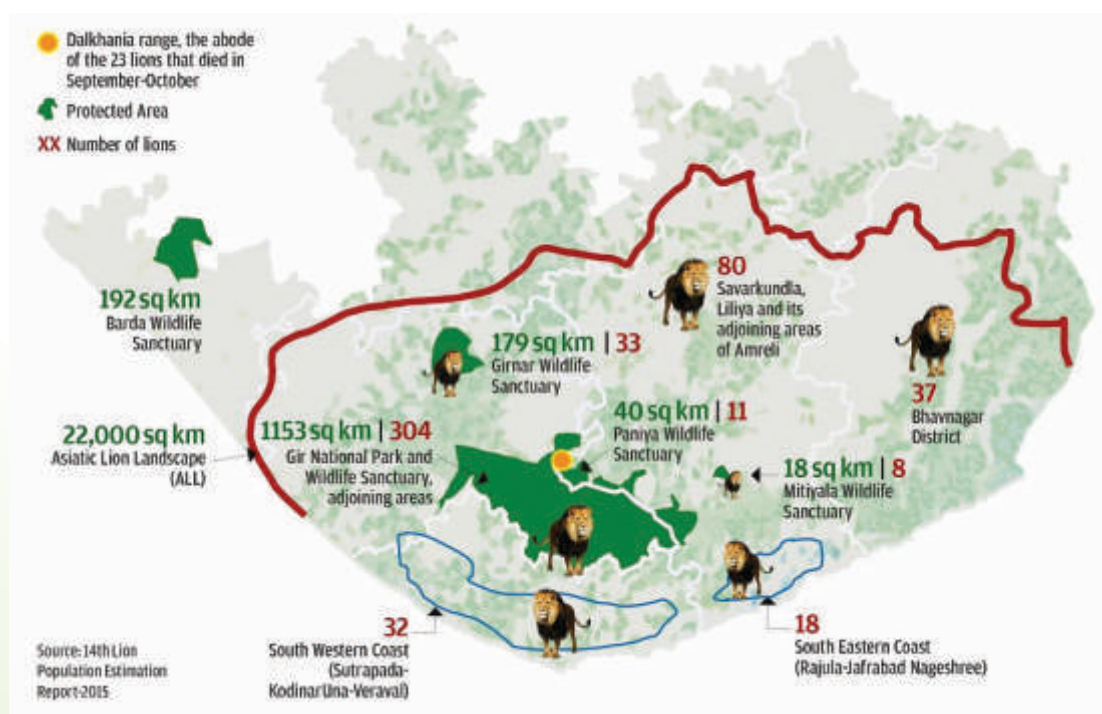 Dalkhania range, the abode
of the 23 lions that died in
September-October
Protected Area
XX Number of lions
192 sq km
Barda Wildlife
Sanctuary
80
Savarkundla,
Liliya and its
adjoining areas
of Amreli
179 sq km | 33
Girnar Wildlife
Sanctuary
37
Bhavnagar
District
22,000 sq km
Asiatic Lion Landscape
(ALL)
1153 sq km | 304
Gir National Park and
Wildlife Sanctuary,
adjoining areas
40 sq km | 11
Paniya Wildlife
Sanctuary
18 sq km | 8
Mitiyala Wildlife
Sanctuary
32
South Western Coast
(Sutrapada-
KodinarUna-Veraval)
18
South Eastern Coast
(Rajula-Jafrabad Nageshree)
Source: 14th Lion
Population Estimation
Report-2015